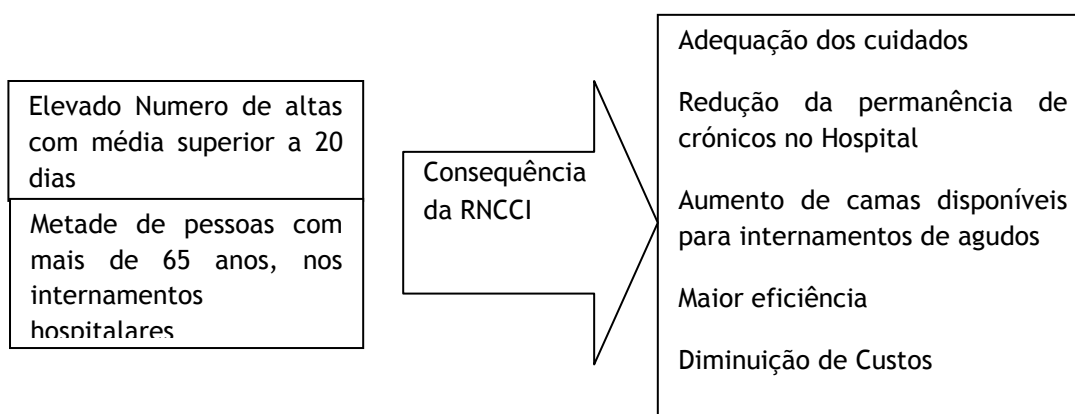 Elevado Numero de altas
com média superior a 20
dias
Metade de pessoas com
mais de 65 anos, nos
internamentos
hospitalares
Consequência
da RNCCI
Adequação dos cuidados
Redução da permanência de
crónicos no Hospital
Aumento de camas disponíveis
para internamentos de agudos
Maior eficiência
Diminuição de Custos